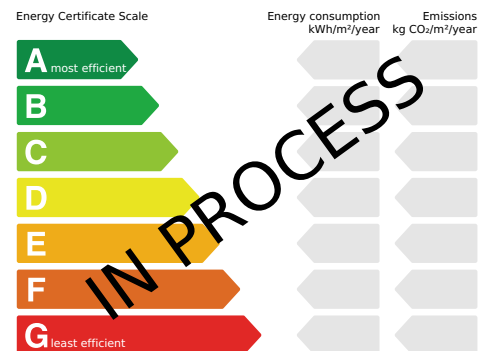 Energy Certificate Scale
Energy consumption
kWh/m²/year
Emissions
kg CO₂/m²/year
A most efficient
B
C
D
E
F
G least efficient
IN PROCESS